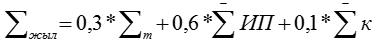 ∑жыл = 0,3 * ∑т + 0,6 * ∑̄ ИП + 0,1 * ∑̄ к